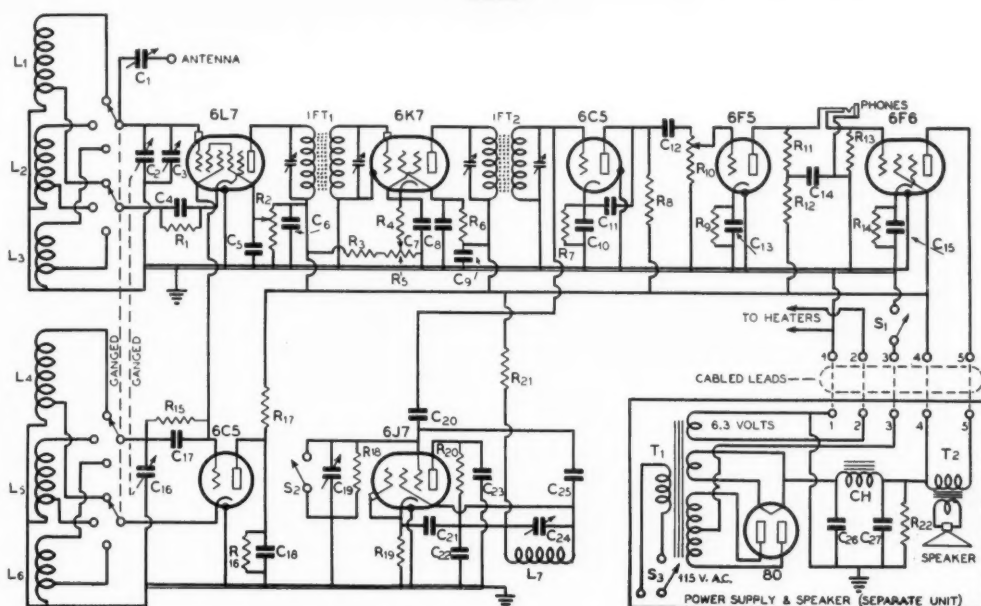 L1
L2
L3
C1
ANTENNA
C2
C3
C4
R1
6L7
C5
R2
C6
IFT1
R3
R4
R5
C7
C8
6K7
R6
C9
IFT2
6C5
R7
C10
C11
C12
R8
R10
6F5
R9
C13
R11
R12
C14
PHONES
R13
6F6
R14
C15
TO HEATERS
S1
1
2
3
4
5
CABLED LEADS
GANGED
GANGED
L4
L5
L6
R15
C17
C16
6C5
R17
R16
C18
S2
C19
R18
6J7
C20
R20
C23
C25
R19
C21
C22
C24
L7
R21
1
2
3
4
5
6.3 VOLTS
T1
S3
115 V. A.C.
80
CH
C26
C27
R22
T2
SPEAKER
POWER SUPPLY & SPEAKER (SEPARATE UNIT)